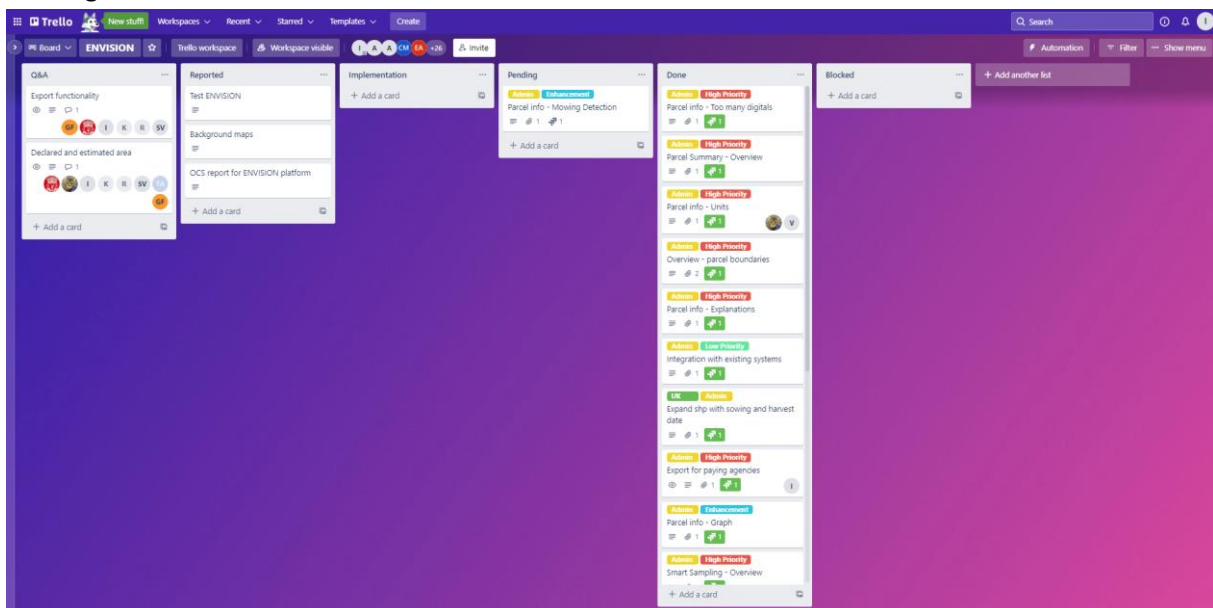 Trello
New stuff!
Workspaces
Recent
Starred
Templates
Create
Search
I
Board
ENVISION
Trello workspace
Workspace visible
I
A
A
CM
EA
+26
Invite
Automation
Filter
Show menu
Q&A
Export functionality
1
GF
I
K
R
SV
Declared and estimated area
1
I
K
R
SV
EA
GF
+ Add a card
Reported
Test ENVISION
Background maps
OCS report for ENVISION platform
+ Add a card
Implementation
+ Add a card
Pending
Admin Enhancement
Parcel info - Mowing Detection
1 1
+ Add a card
Done
Admin High Priority
Parcel info - Too many digitals
1 1
Admin High Priority
Parcel Summary - Overview
1 1
Admin High Priority
Parcel info - Units
1 1
V
Admin High Priority
Overview - parcel boundaries
2 1
Admin High Priority
Parcel info - Explanations
1 1
Admin Low Priority
Integration with existing systems
1 1
UK Admin
Expand shp with sowing and harvest
date
1 1
Admin High Priority
Export for paying agencies
1 1
I
Admin Enhancement
Parcel info - Graph
1 1
Admin High Priority
Smart Sampling - Overview
+ Add a card
Blocked
+ Add a card
+ Add another list